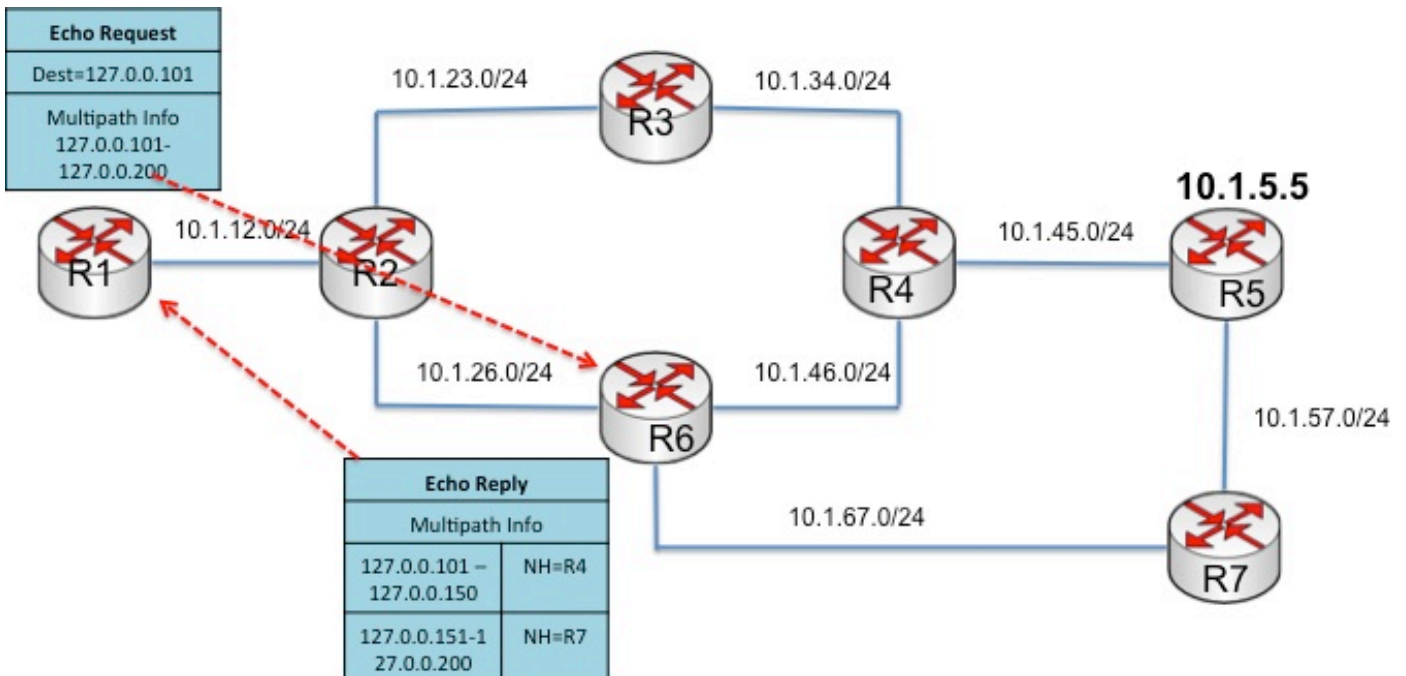 Echo Request
Dest=127.0.0.101
Multipath Info
127.0.0.101-
127.0.0.200
10.1.23.0/24
10.1.34.0/24
R3
10.1.5.5
10.1.12.0/24
10.1.45.0/24
R1
R2
R4
R5
10.1.26.0/24
10.1.46.0/24
R6
10.1.57.0/24
Echo Reply
Multipath Info
127.0.0.101 –
127.0.0.150
NH=R4
127.0.0.151-1
27.0.0.200
NH=R7
10.1.67.0/24
R7